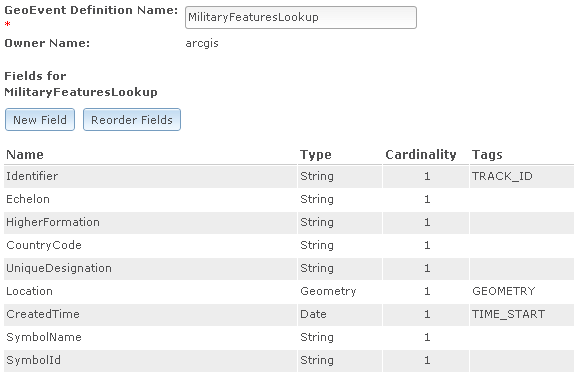 GeoEvent Definition Name: MilitaryFeaturesLookup
*
Owner Name: arcgis
Fields for
MilitaryFeaturesLookup
New Field Reorder Fields
Name Type Cardinality Tags
Identifier String 1 TRACK_ID
Echelon String 1
HigherFormation String 1
CountryCode String 1
UniqueDesignation String 1
Location Geometry 1 GEOMETRY
CreatedTime Date 1 TIME_START
SymbolName String 1
SymbolId String 1